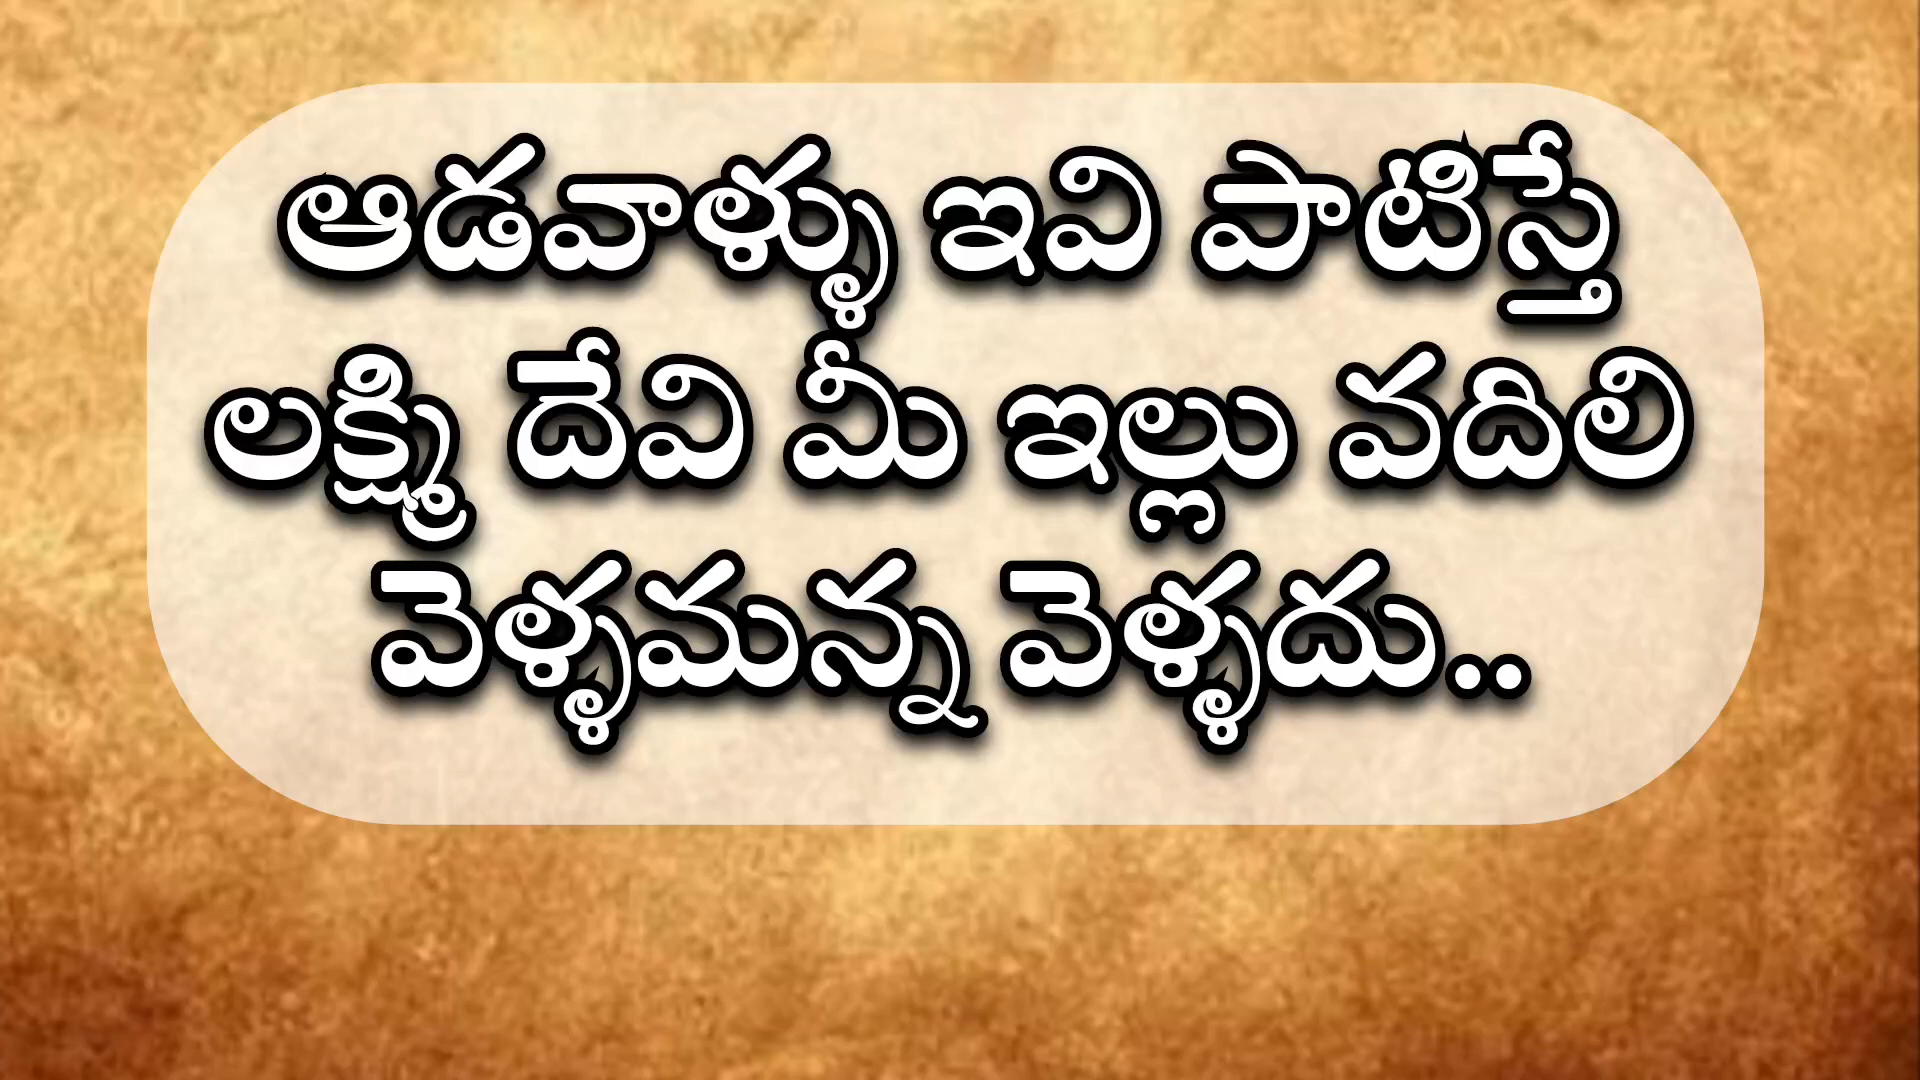 ఆడవాళ్ళు ఇవి పాటిస్తే
లక్ష్మి దేవి మీ ఇల్లు వదిలి
వెళ్ళమన్న వెళ్ళదు..